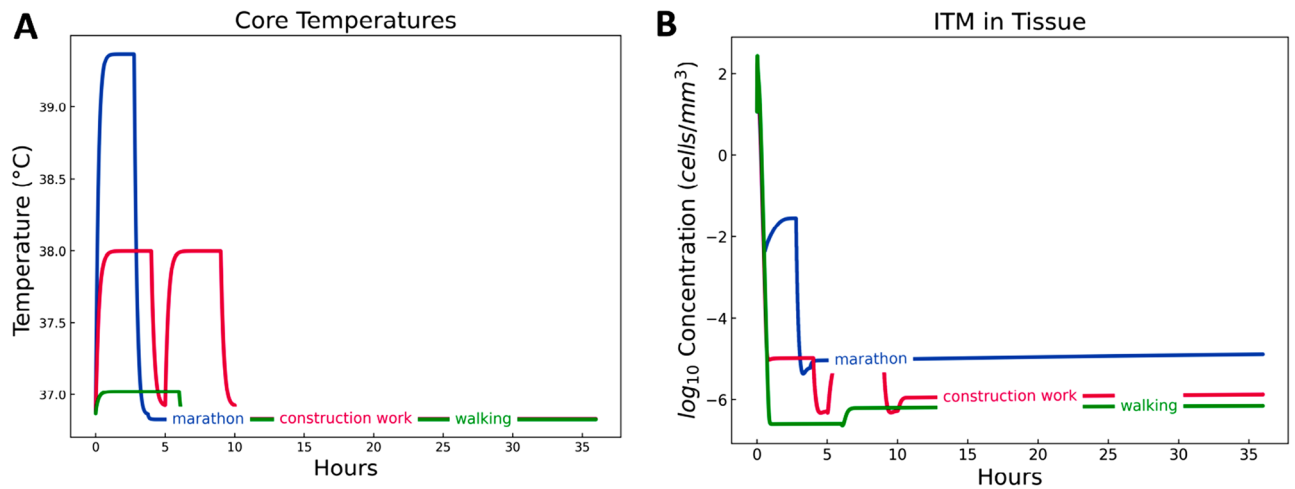 A
Core Temperatures
Temperature (°C)
39.0
38.5
38.0
37.5
37.0
marathon construction work walking
0 5 10 15 20 25 30 35
Hours
B
ITM in Tissue
log10 Concentration (cells/mm³)
2
0
−2
−4
−6
marathon
construction work
walking
0 5 10 15 20 25 30 35
Hours